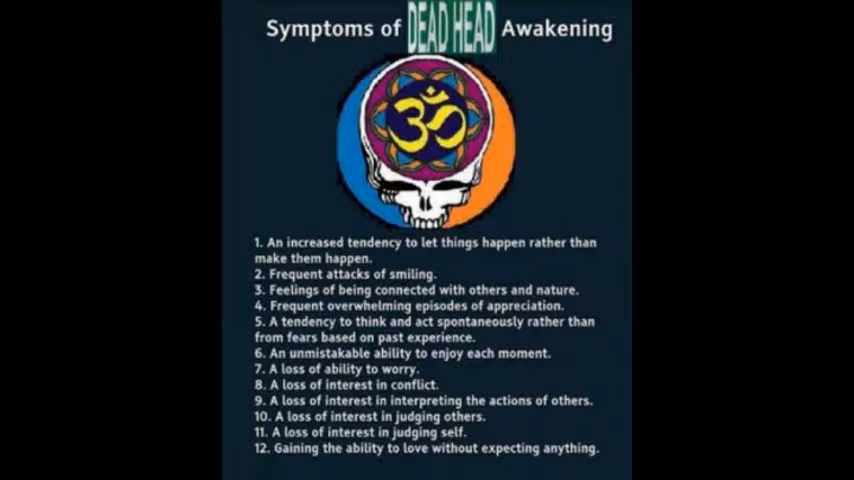 Symptoms of DEAD HEAD Awakening
ॐ
1. An increased tendency to let things happen rather than
make them happen.
2. Frequent attacks of smiling.
3. Feelings of being connected with others and nature.
4. Frequent overwhelming episodes of appreciation.
5. A tendency to think and act spontaneously rather than
from fears based on past experience.
6. An unmistakable ability to enjoy each moment.
7. A loss of ability to worry.
8. A loss of interest in conflict.
9. A loss of interest in interpreting the actions of others.
10. A loss of interest in judging others.
11. A loss of interest in judging self.
12. Gaining the ability to love without expecting anything.